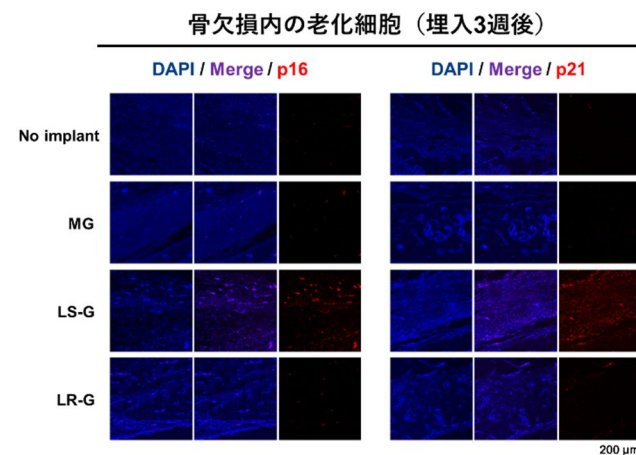 骨欠損内の老化細胞（埋入3週後）
DAPI / Merge / p16
DAPI / Merge / p21
No implant
MG
LS-G
LR-G
200 μm